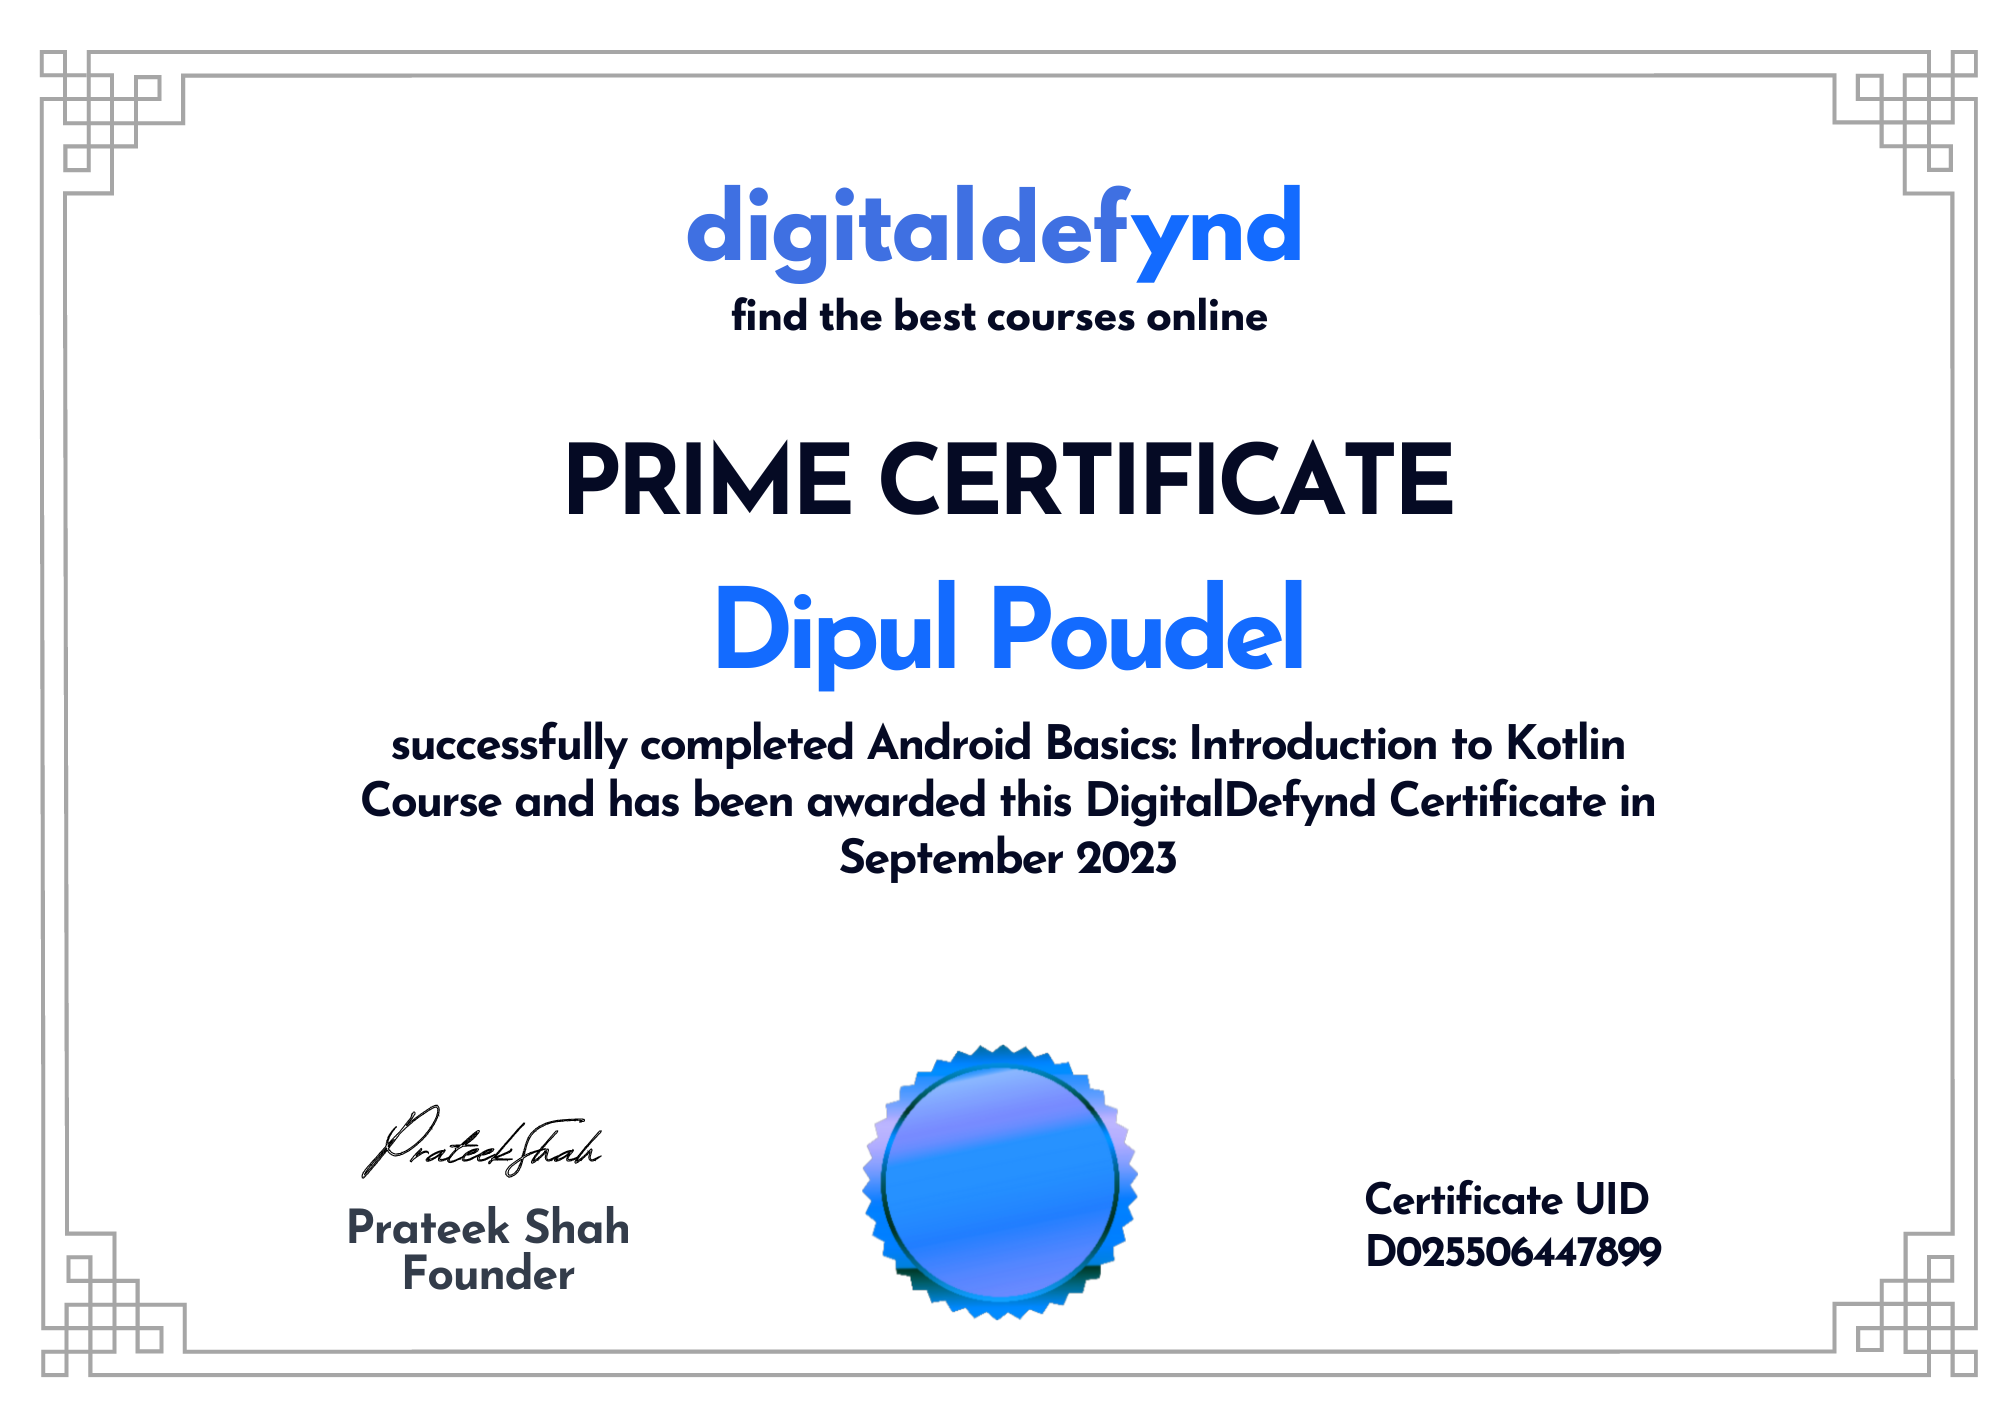 digitaldefynd
find the best courses online
PRIME CERTIFICATE
Dipul Poudel
successfully completed Android Basics: Introduction to Kotlin
Course and has been awarded this DigitalDefynd Certificate in
September 2023
Prateek Shah
Prateek Shah
Founder
Certificate UID
D025506447899